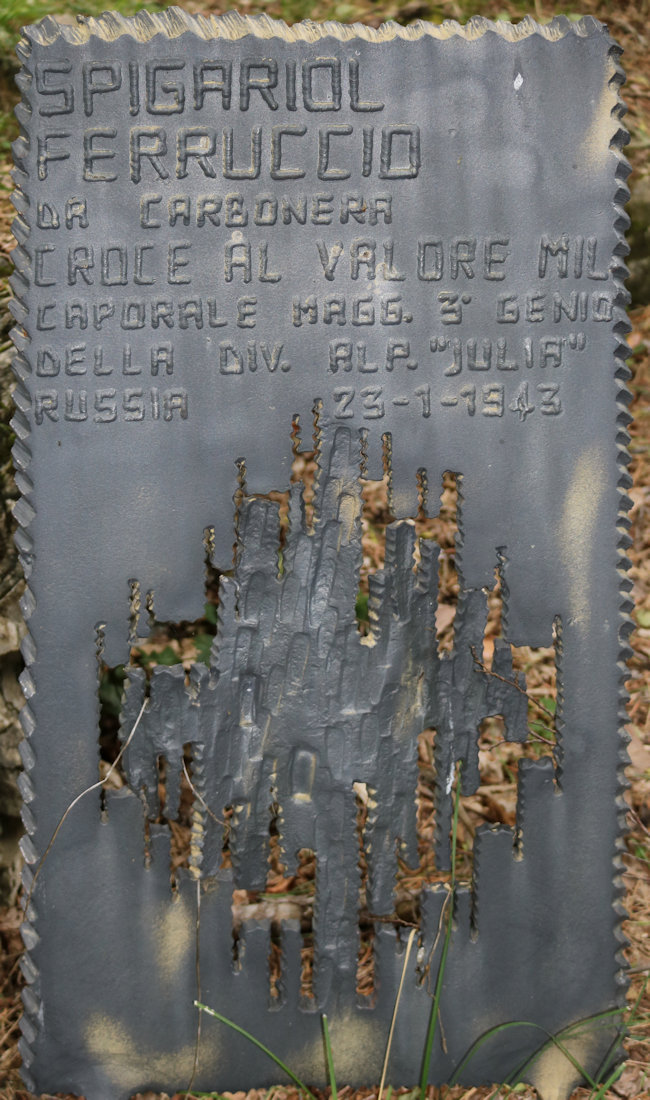 SPIGARIOL
FERRUCCIO
DA CARBONERA
CROCE AL VALORE MIL
CAPORALE MAGG. 3° GENIO
DELLA DIV. ALP. "JULIA"
RUSSIA 23-1-1943